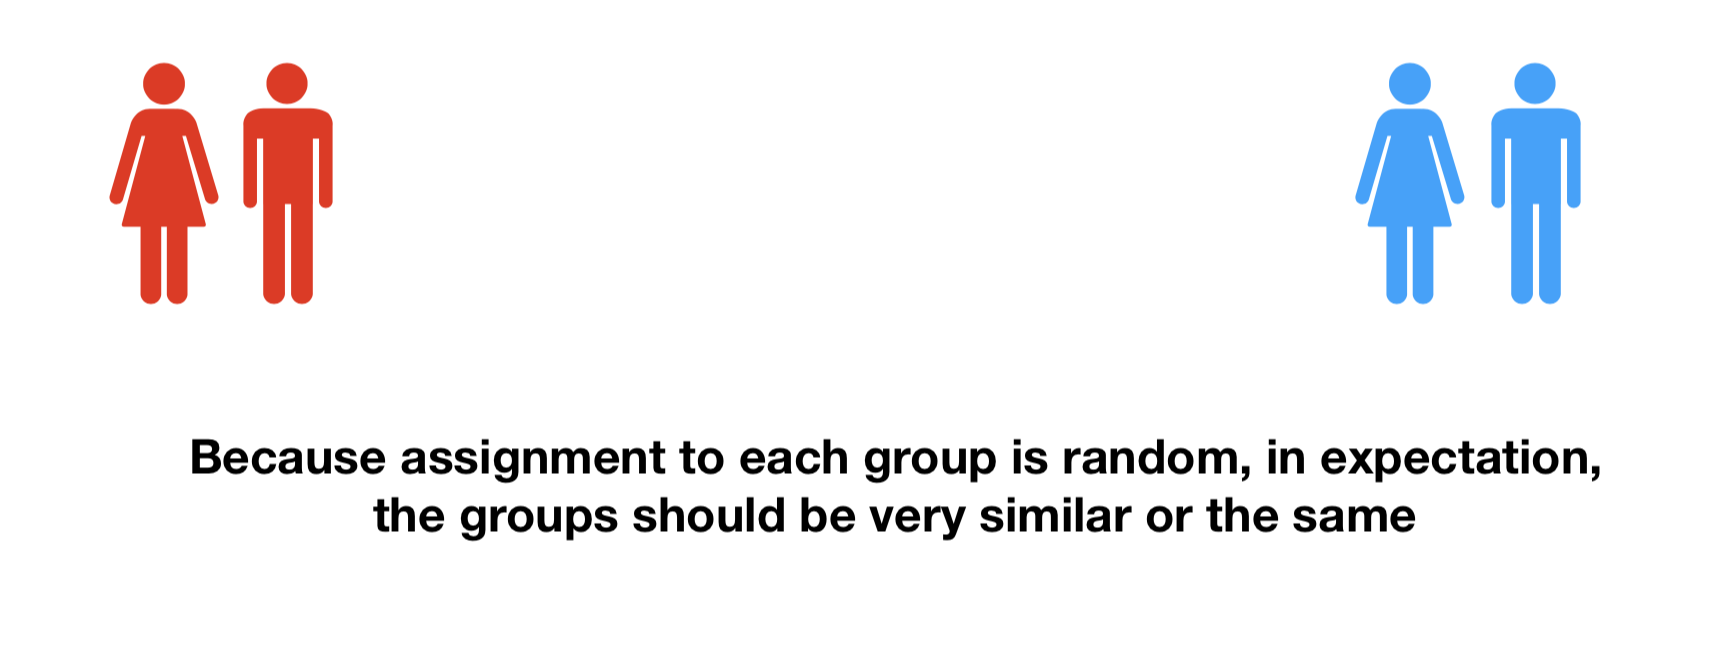 Because assignment to each group is random, in expectation,
the groups should be very similar or the same